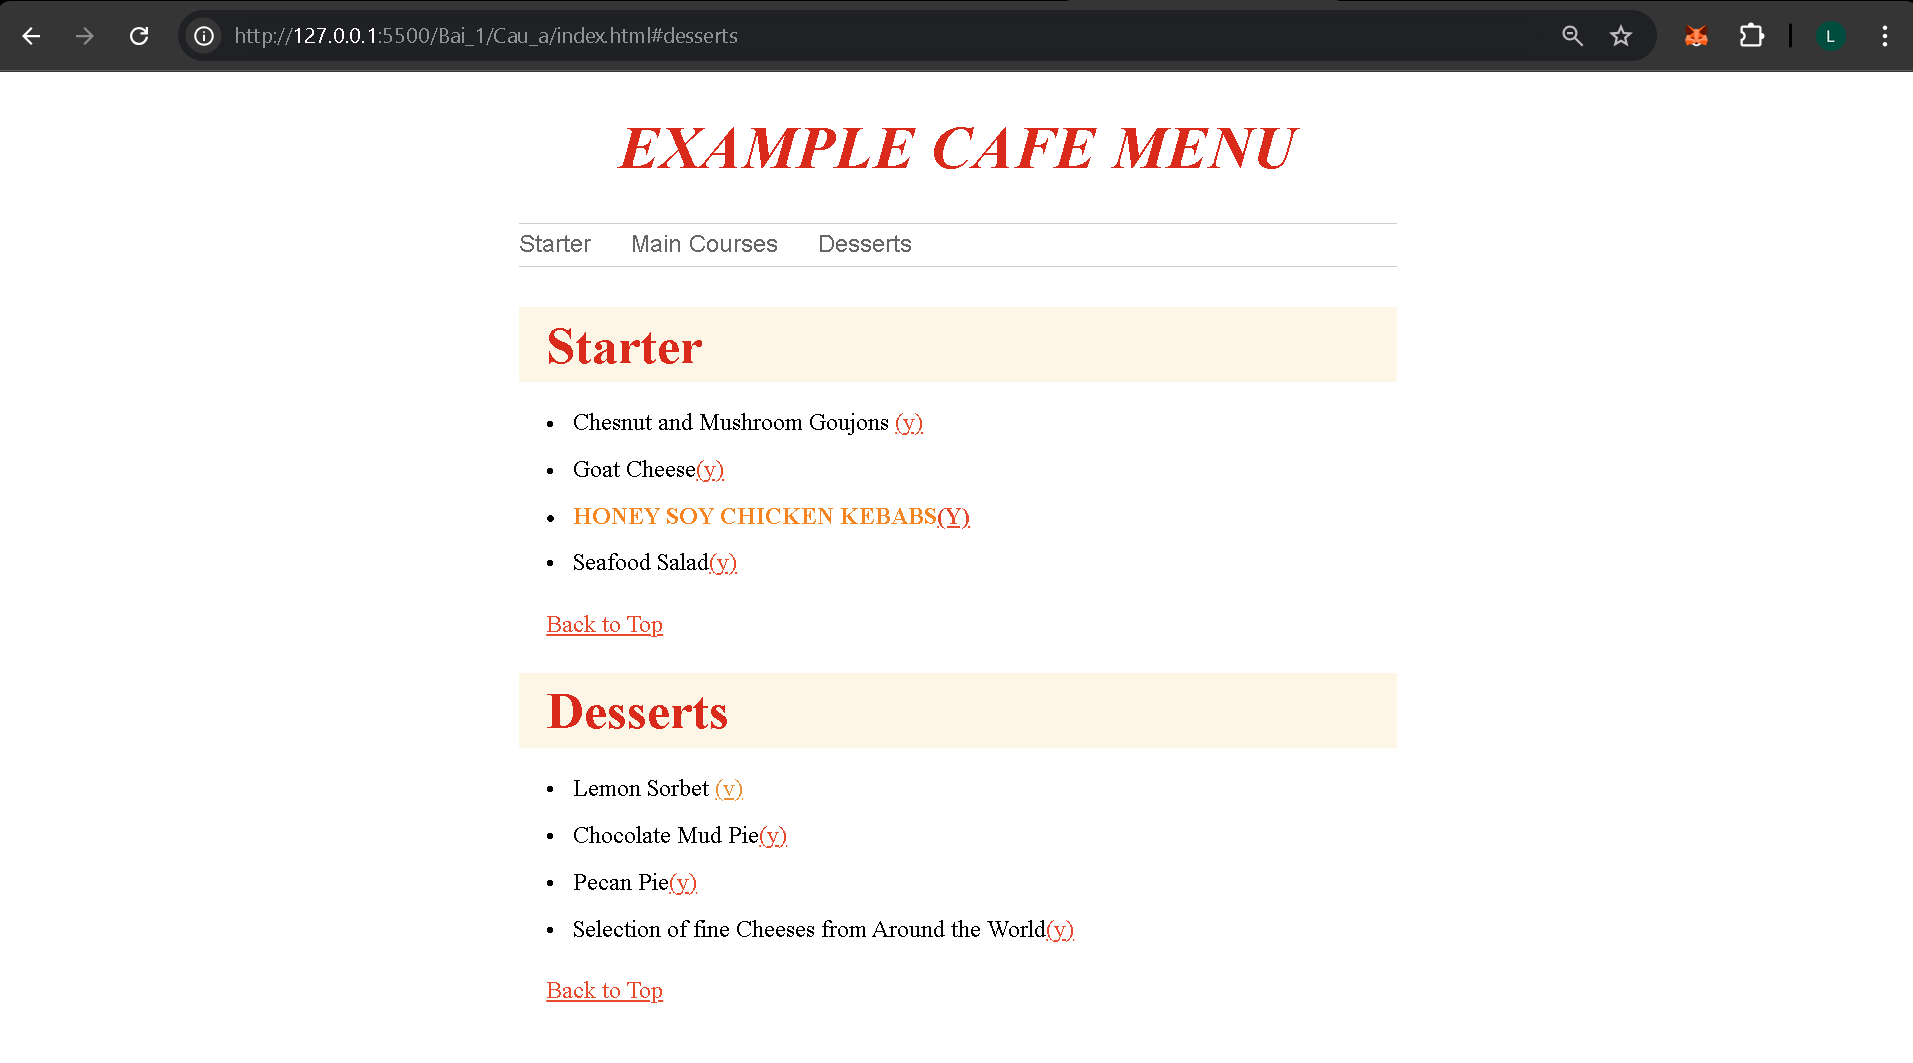 http://127.0.0.1:5500/Bai_1/Cau_a/index.html#desserts
L
EXAMPLE CAFE MENU
Starter Main Courses Desserts
Starter
• Chesnut and Mushroom Goujons (y)
• Goat Cheese(y)
• HONEY SOY CHICKEN KEBABS(Y)
• Seafood Salad(y)
Back to Top
Desserts
• Lemon Sorbet (v)
• Chocolate Mud Pie(y)
• Pecan Pie(y)
• Selection of fine Cheeses from Around the World(y)
Back to Top